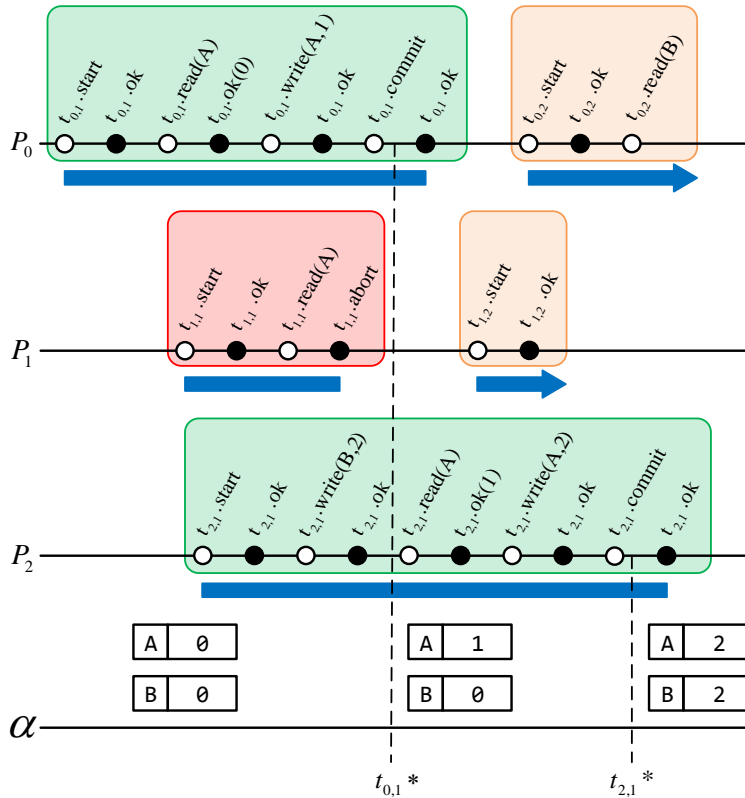 t0,1.start
t0,1.ok
t0,1.read(A)
t0,1.ok(0)
t0,1.write(A,1)
t0,1.ok
t0,1.commit
t0,1.ok
t0,2.start
t0,2.ok
t0,2.read(B)
P0
t1,1.start
t1,1.ok
t1,1.read(A)
t1,1.abort
t1,2.start
t1,2.ok
P1
t2,1.start
t2,1.ok
t2,1.write(B,2)
t2,1.ok
t2,1.read(A)
t2,1.ok(1)
t2,1.write(A,2)
t2,1.ok
t2,1.commit
t2,1.ok
P2
A 0
A 1
A 2
B 0
B 0
B 2
α
t0,1*
t2,1*